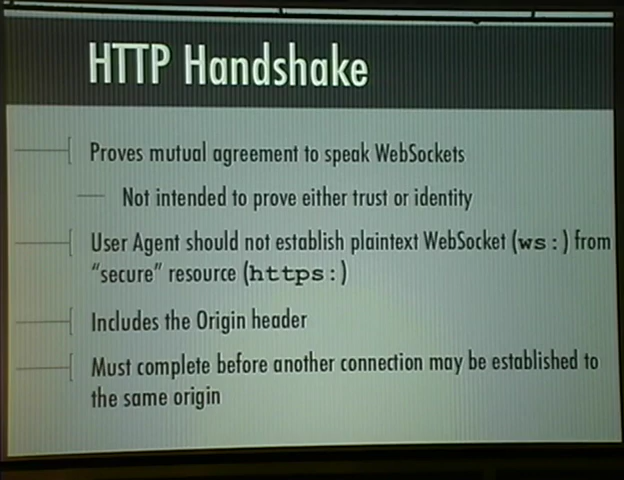 HTTP Handshake
Proves mutual agreement to speak WebSockets
Not intended to prove either trust or identity
User Agent should not establish plaintext WebSocket (ws:) from
“secure” resource (https:)
Includes the Origin header
Must complete before another connection may be established to
the same origin